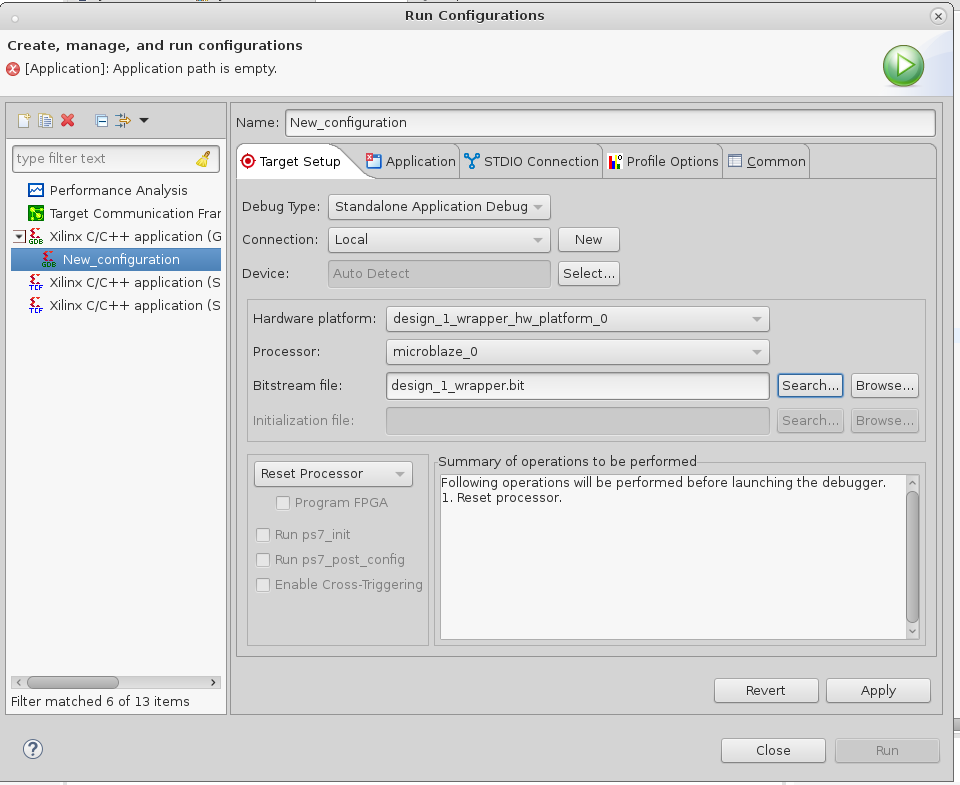 Run Configurations
Create, manage, and run configurations
[Application]: Application path is empty.
type filter text
Performance Analysis
Target Communication Frar
Xilinx C/C++ application (G
New_configuration
Xilinx C/C++ application (S
Xilinx C/C++ application (S
Filter matched 6 of 13 items
Name: New_configuration
Target Setup Application STDIO Connection Profile Options Common
Debug Type: Standalone Application Debug
Connection: Local New
Device: Auto Detect Select...
Hardware platform: design_1_wrapper_hw_platform_0
Processor: microblaze_0
Bitstream file: design_1_wrapper.bit Search... Browse...
Initialization file: Search... Browse...
Reset Processor
Program FPGA
Run ps7_init
Run ps7_post_config
Enable Cross-Triggering
Summary of operations to be performed
Following operations will be performed before launching the debugger.
1. Reset processor.
Revert Apply
Close Run